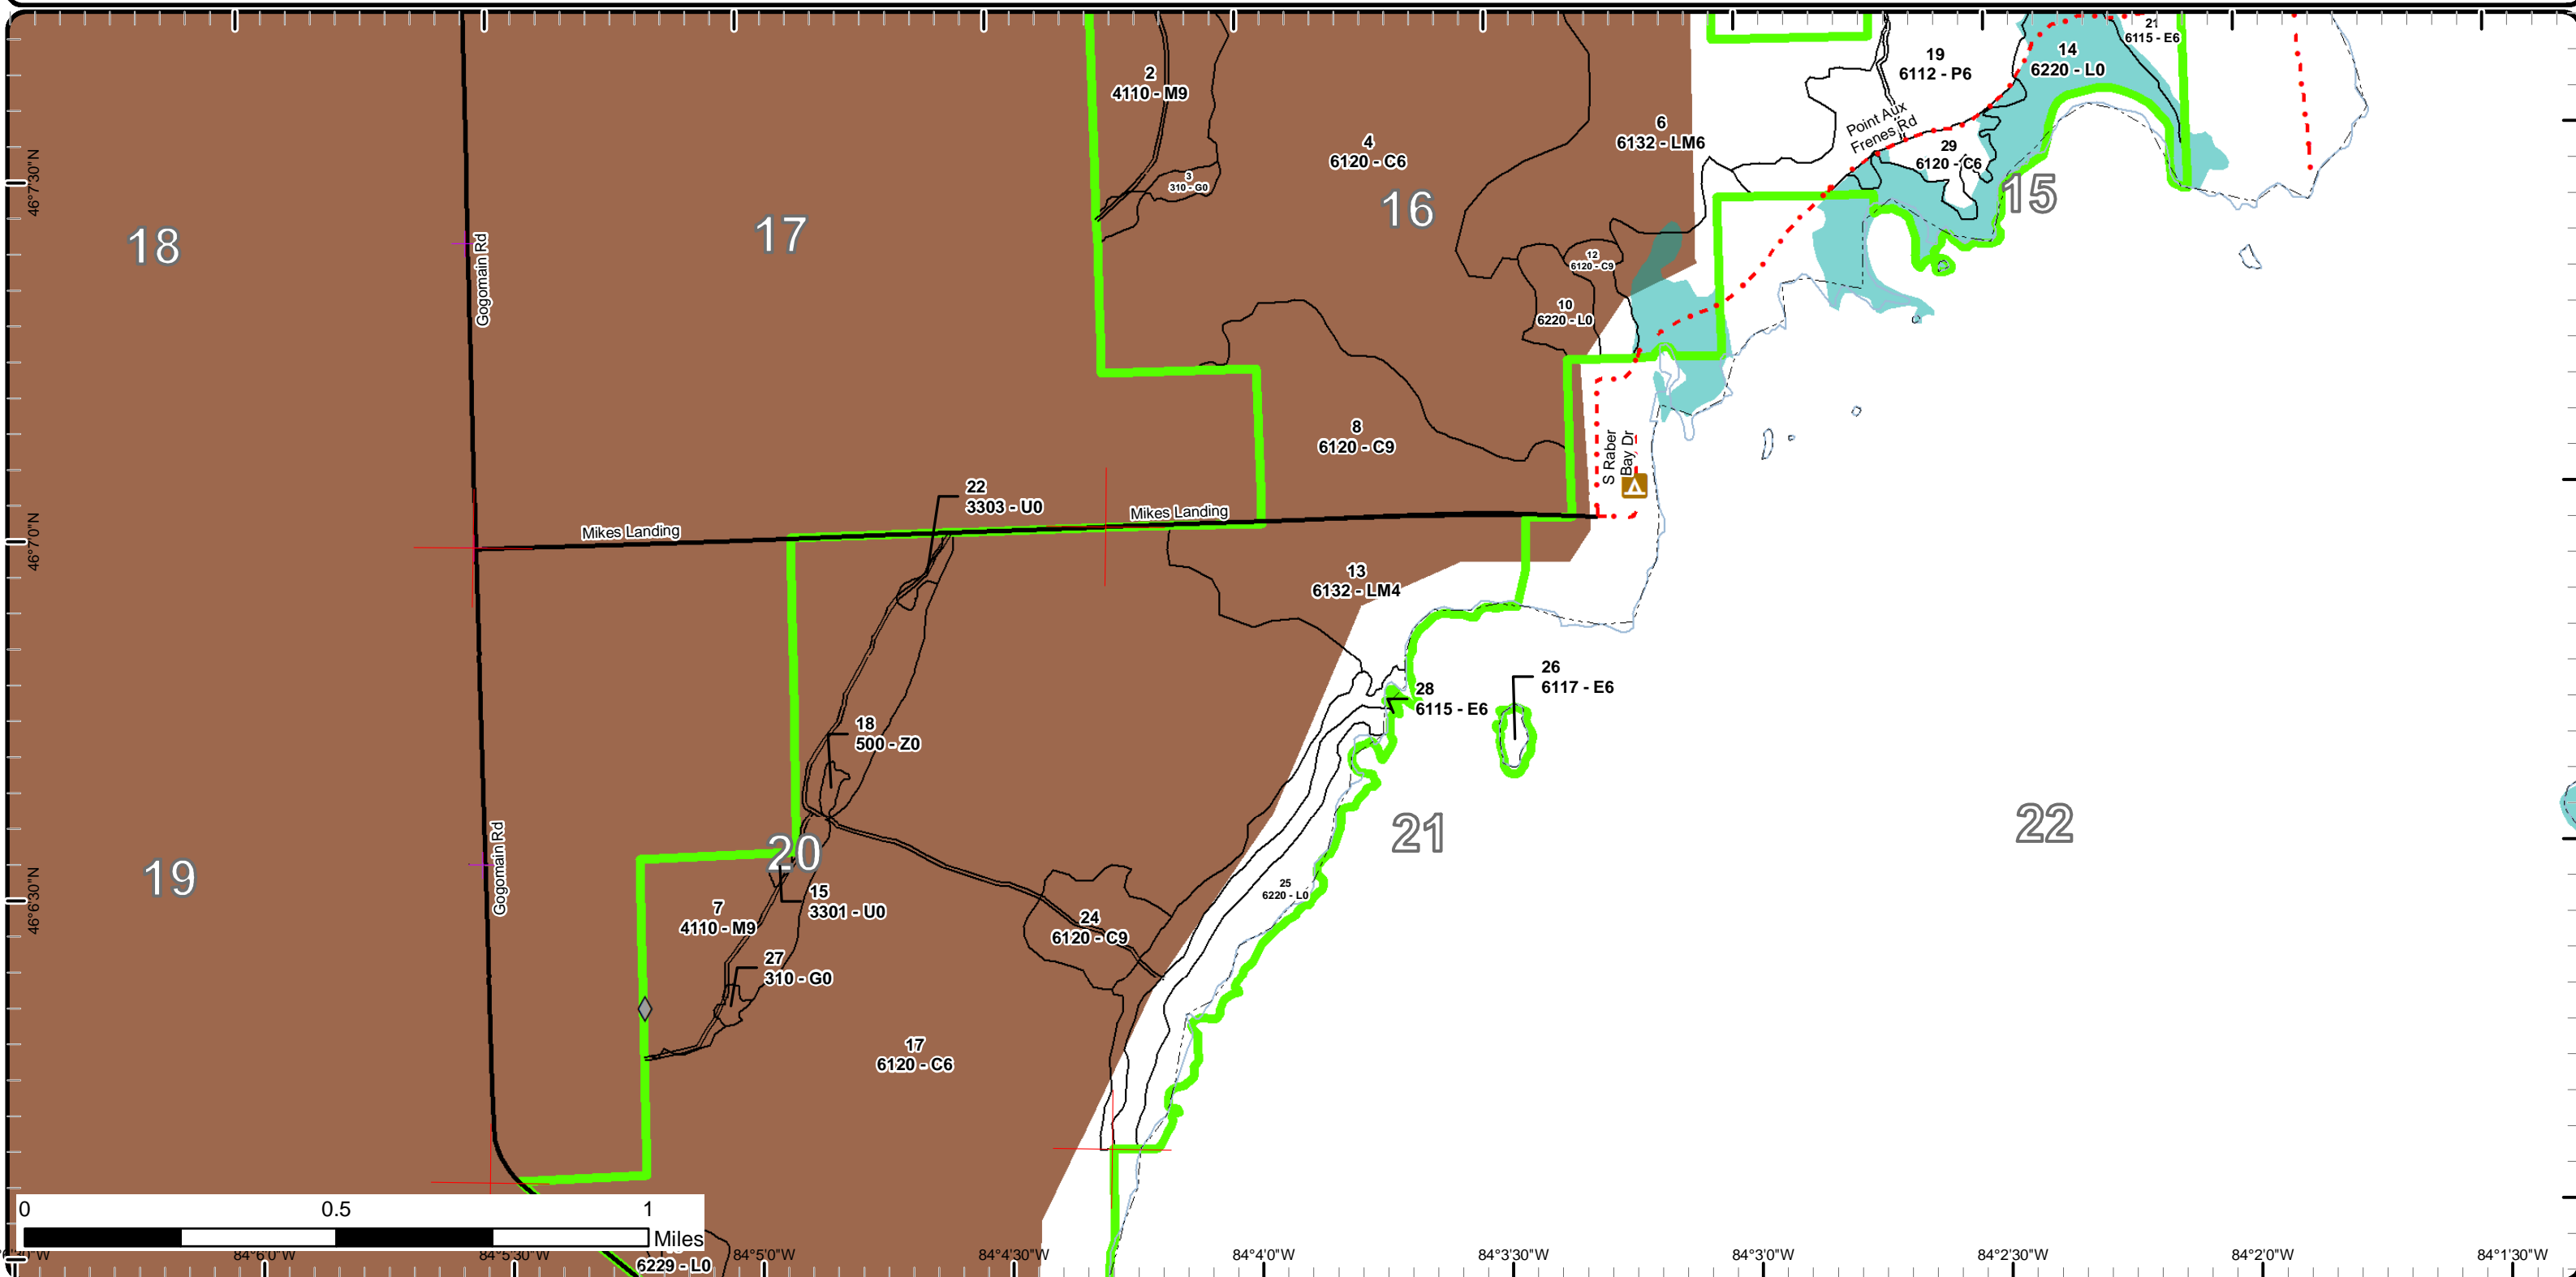 21
6115 - E6
14
6220 - L0
19
6112 - P6
2
4110 - M9
4
6120 - C6
6
6132 - LM6
Point Aux
Frenes Rd
29
6120 - C6
3
310 - G0
46°7'30"N
15
16
17
18
Gogomain Rd
12
6120 - C9
10
6220 - L0
8
6120 - C9
S Raber
Bay Dr
22
3303 - U0
Mikes Landing
Mikes Landing
46°7'0"N
13
6132 - LM4
26
6117 - E6
28
6115 - E6
18
500 - Z0
21
22
20
19
Gogomain Rd
25
6220 - L0
15
3301 - U0
7
4110 - M9
24
6120 - C9
46°6'30"N
27
310 - G0
17
6120 - C6
0 0.5 1
Miles
84°6'0"W 84°5'30"W 84°5'0"W 84°4'30"W 84°4'0"W 84°3'30"W 84°3'0"W 84°2'30"W 84°2'0"W 84°1'30"W
6229 - L0